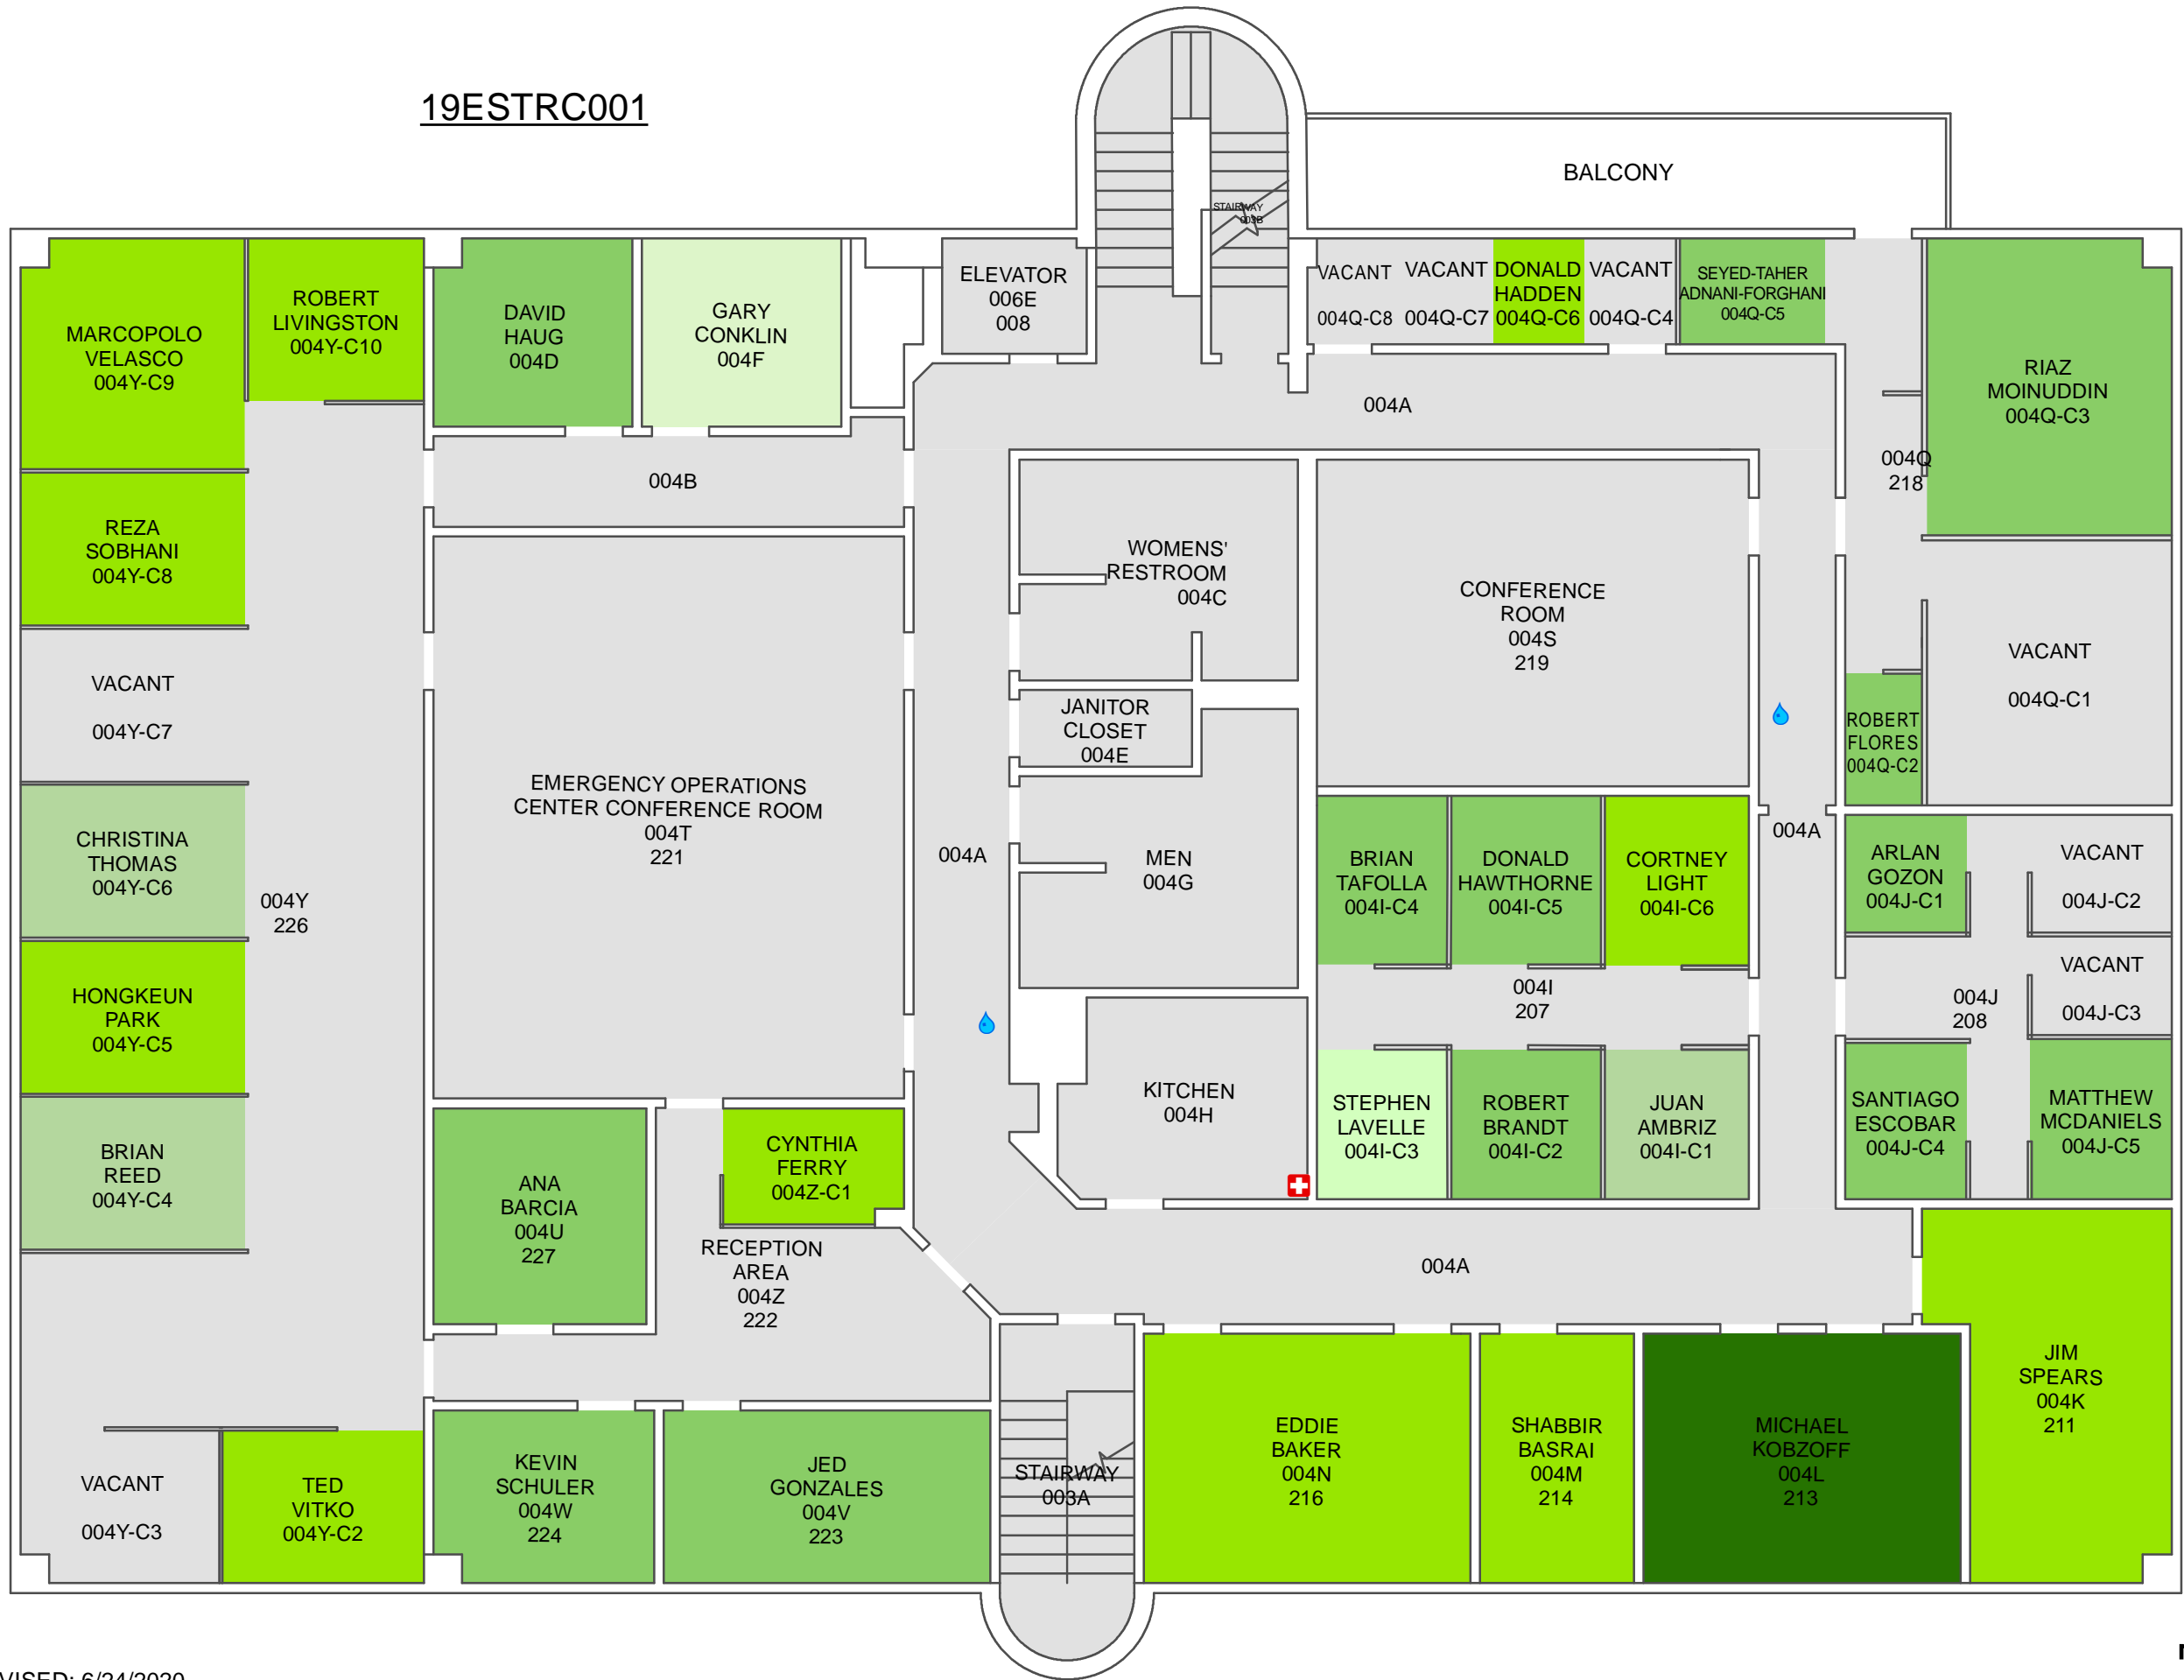 19ESTRC001
BALCONY
STAIRWAY
003B
MARCOPOLO
VELASCO
004Y-C9
ROBERT
LIVINGSTON
004Y-C10
DAVID
HAUG
004D
GARY
CONKLIN
004F
ELEVATOR
006E
008
VACANT
004Q-C8
VACANT
004Q-C7
DONALD
HADDEN
004Q-C6
VACANT
004Q-C4
SEYED-TAHER
ADNANI-FORGHANI
004Q-C5
RIAZ
MOINUDDIN
004Q-C3
004A
004B
004Q
218
REZA
SOBHANI
004Y-C8
WOMENS'
RESTROOM
004C
CONFERENCE
ROOM
004S
219
VACANT
004Q-C1
VACANT
004Y-C7
JANITOR
CLOSET
004E
ROBERT
FLORES
004Q-C2
EMERGENCY OPERATIONS
CENTER CONFERENCE ROOM
004T
221
CHRISTINA
THOMAS
004Y-C6
004Y
226
004A
MEN
004G
BRIAN
TAFOLLA
004I-C4
DONALD
HAWTHORNE
004I-C5
CORTNEY
LIGHT
004I-C6
004A
ARLAN
GOZON
004J-C1
VACANT
004J-C2
VACANT
004J-C3
004I
207
004J
208
HONGKEUN
PARK
004Y-C5
KITCHEN
004H
STEPHEN
LAVELLE
004I-C3
ROBERT
BRANDT
004I-C2
JUAN
AMBRIZ
004I-C1
SANTIAGO
ESCOBAR
004J-C4
MATTHEW
MCDANIELS
004J-C5
BRIAN
REED
004Y-C4
ANA
BARCIA
004U
227
CYNTHIA
FERRY
004Z-C1
RECEPTION
AREA
004Z
222
004A
JIM
SPEARS
004K
211
VACANT
004Y-C3
TED
VITKO
004Y-C2
KEVIN
SCHULER
004W
224
JED
GONZALES
004V
223
STAIRWAY
003A
EDDIE
BAKER
004N
216
SHABBIR
BASRAI
004M
214
MICHAEL
KOBZOFF
004L
213